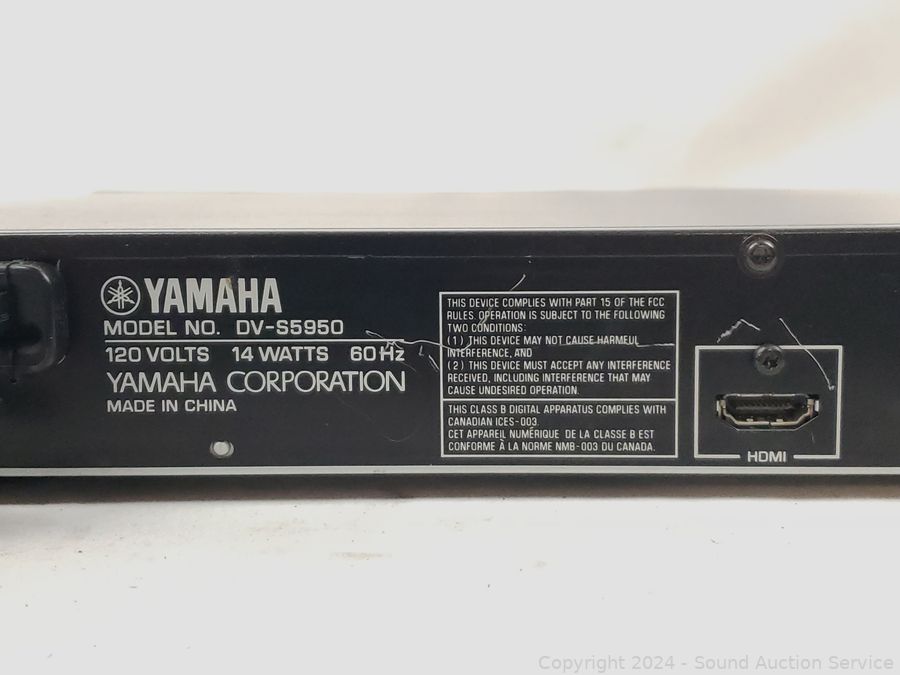 YAMAHA
MODEL NO. DV-S5950
120 VOLTS 14 WATTS 60Hz
YAMAHA CORPORATION
MADE IN CHINA
THIS DEVICE COMPLIES WITH PART 15 OF THE FCC
RULES. OPERATION IS SUBJECT TO THE FOLLOWING
TWO CONDITIONS:
(1) THIS DEVICE MAY NOT CAUSE HARMFUL
INTERFERENCE, AND
(2) THIS DEVICE MUST ACCEPT ANY INTERFERENCE
RECEIVED, INCLUDING INTERFERENCE THAT MAY
CAUSE UNDESIRED OPERATION.
THIS CLASS B DIGITAL APPARATUS COMPLIES WITH
CANADIAN ICES-003.
CET APPAREIL NUMÉRIQUE DE LA CLASSE B EST
CONFORME À LA NORME NMB-003 DU CANADA.
HDMI
Copyright 2024 - Sound Auction Service